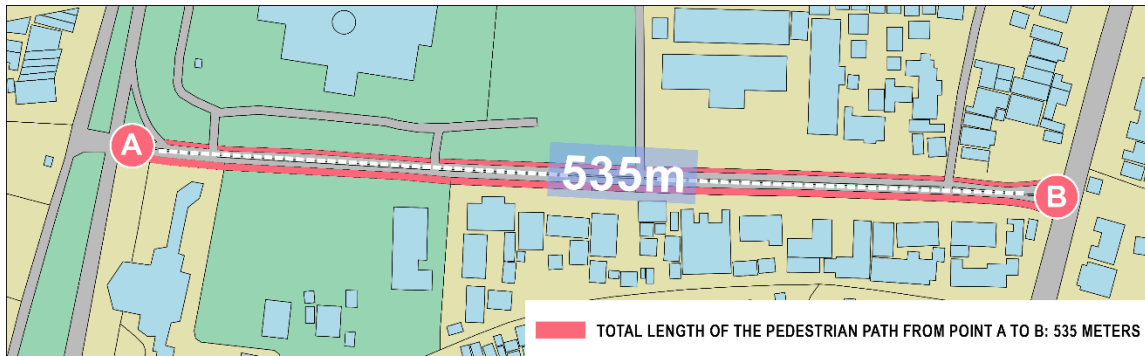 A
535m
B
TOTAL LENGTH OF THE PEDESTRIAN PATH FROM POINT A TO B: 535 METERS